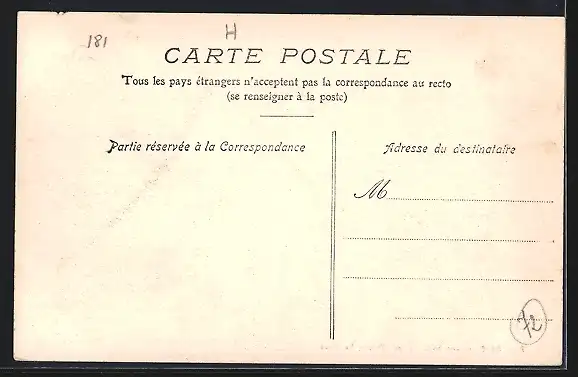 181
H
CARTE POSTALE
Tous les pays étrangers n'acceptent pas la correspondance au recto
(se renseigner à la poste)
Partie réservée à la Correspondance
Adresse du destinataire
M
72